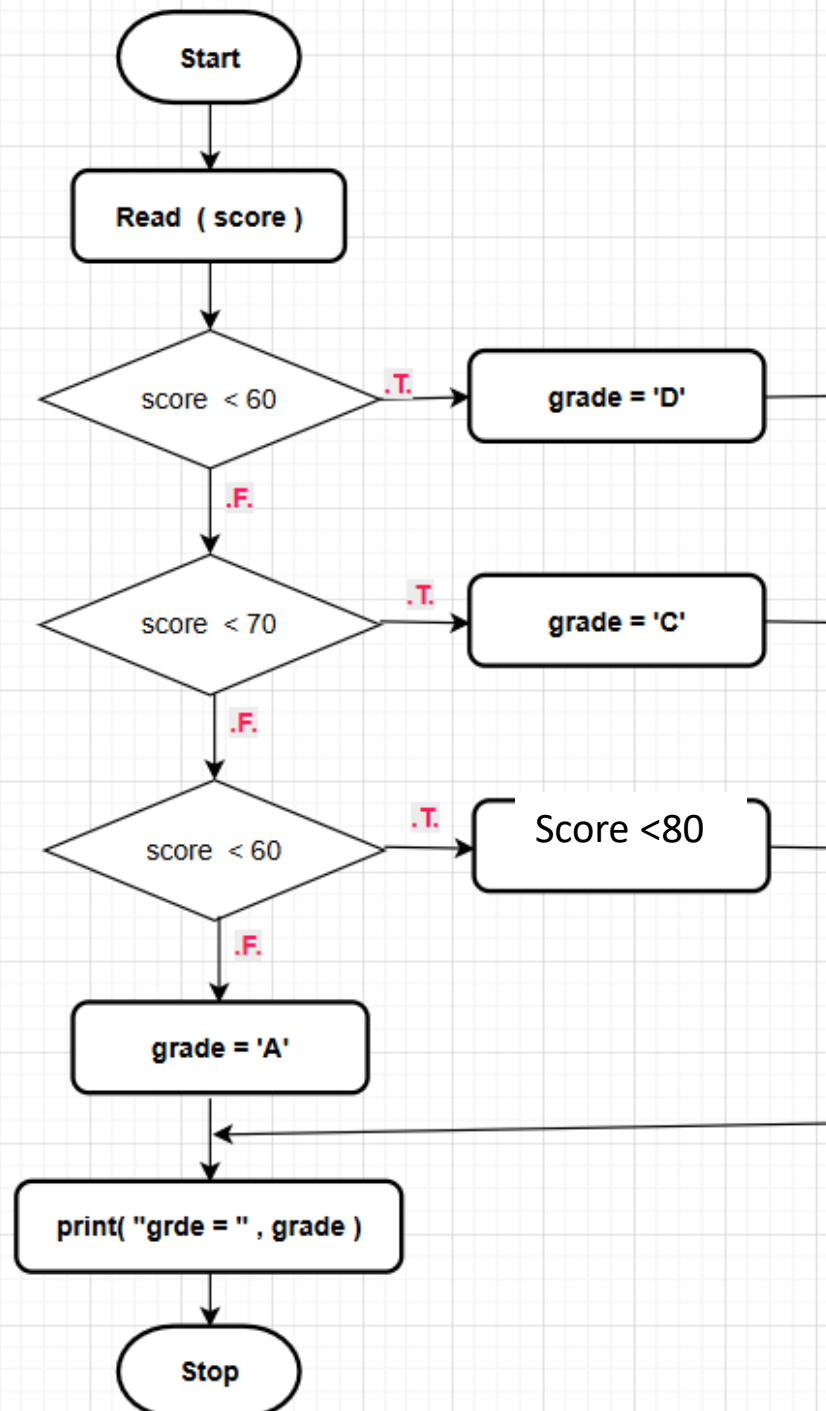 Start
Read ( score )
score < 60
.T.
grade = 'D'
.F.
score < 70
.T.
grade = 'C'
.F.
score < 60
.T.
Score <80
.F.
grade = 'A'
print( "grde = " , grade )
Stop